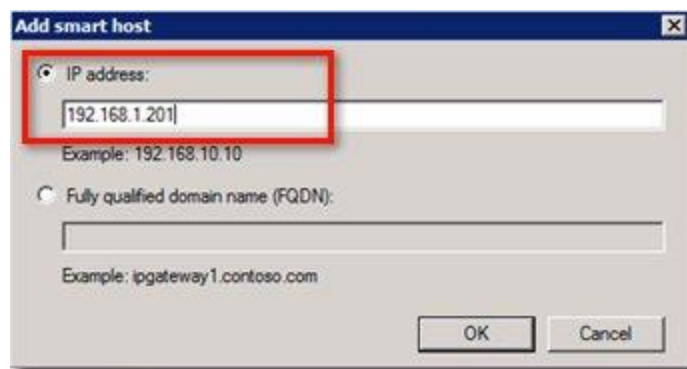 Add smart host
IP address:
192.168.1.201
Example: 192.168.10.10
Fully qualified domain name (FQDN):
Example: ipgateway1.contoso.com
OK Cancel